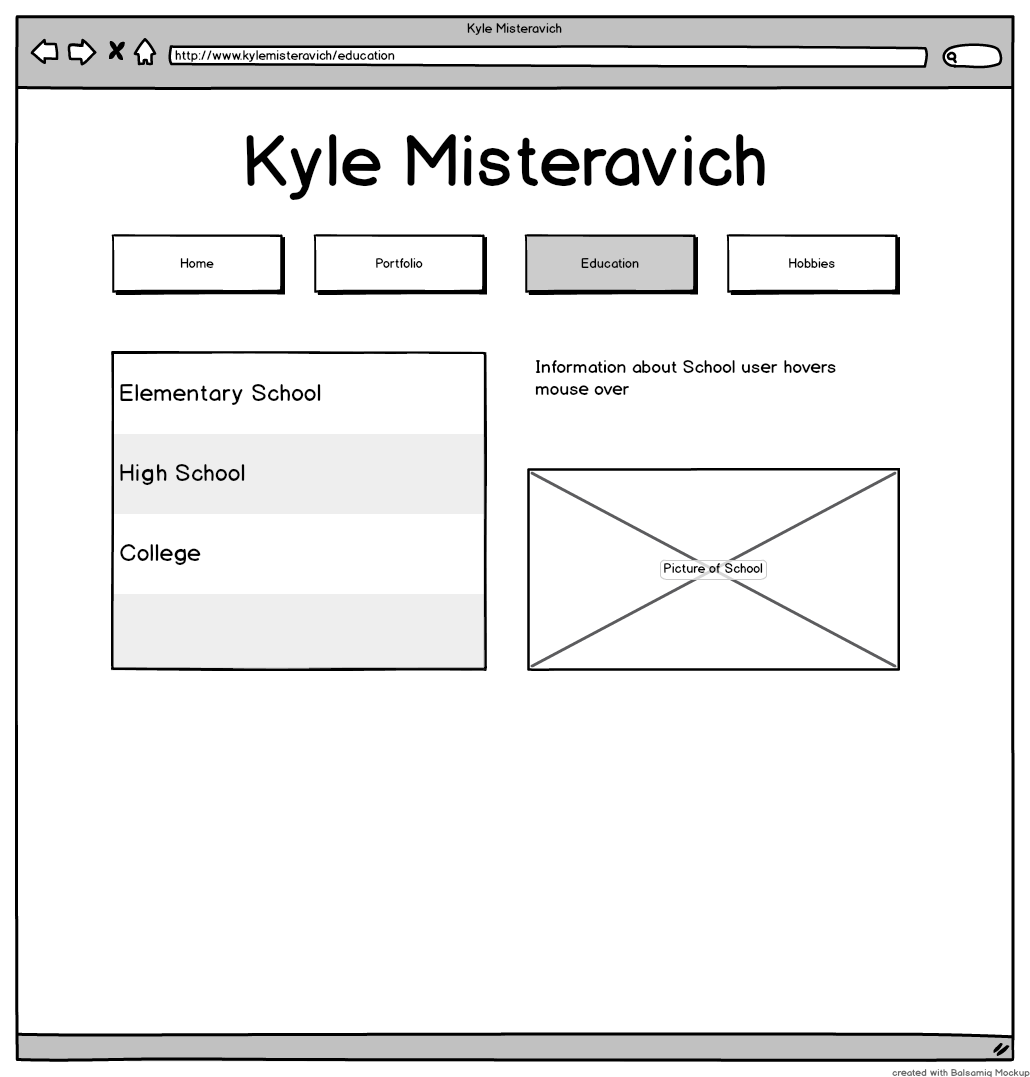 Kyle Misteravich
http://www.kylemisteravich/education
Kyle Misteravich
Home
Portfolio
Education
Hobbies
Elementary School
High School
College
Information about School user hovers
mouse over
Picture of School
created with Balsamiq Mockup